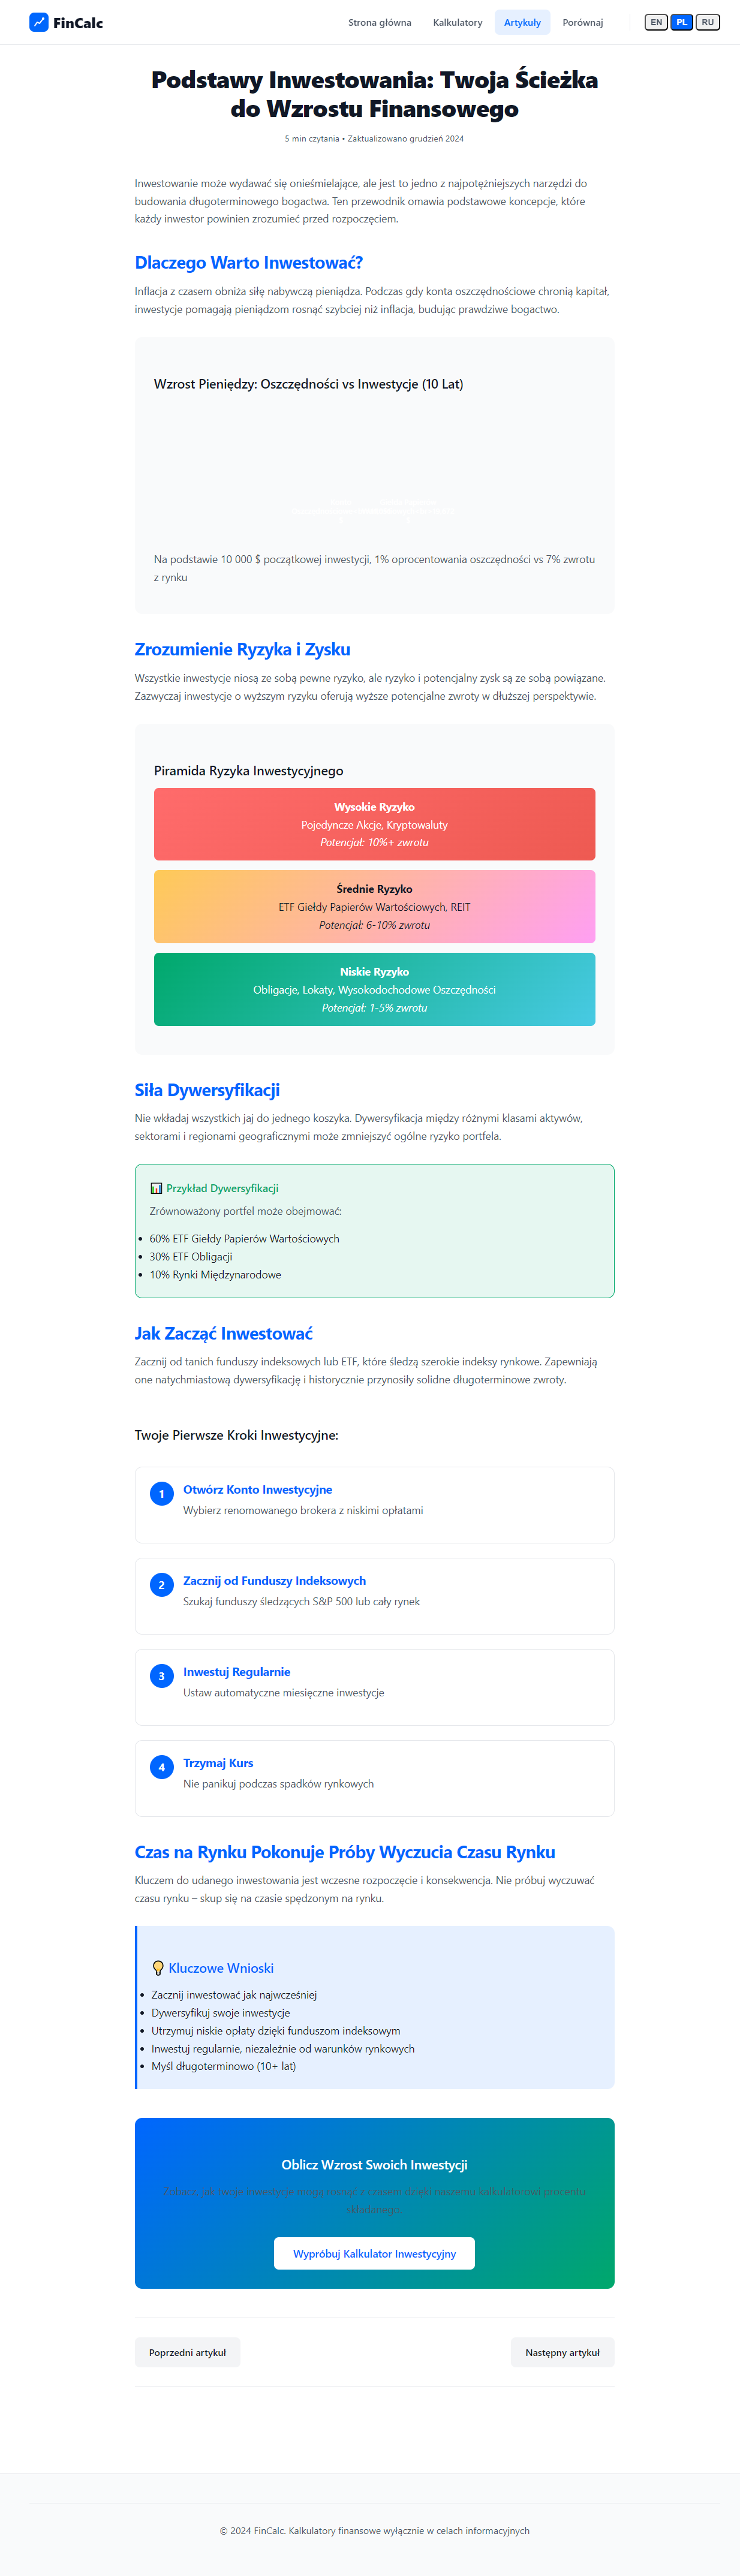 FinCalc
Strona główna
Kalkulatory
Artykuły
Porównaj
EN
PL
RU
Podstawy Inwestowania: Twoja Ścieżka
do Wzrostu Finansowego
5 min czytania • Zaktualizowano grudzień 2024
Inwestowanie może wydawać się onieśmielające, ale jest to jedno z najpotężniejszych narzędzi do
budowania długoterminowego bogactwa. Ten przewodnik omawia podstawowe koncepcje, które
każdy inwestor powinien zrozumieć przed rozpoczęciem.
Dlaczego Warto Inwestować?
Inflacja z czasem obniża siłę nabywczą pieniądza. Podczas gdy konta oszczędnościowe chronią kapitał,
inwestycje pomagają pieniądzom rosnąć szybciej niż inflacja, budując prawdziwe bogactwo.
Wzrost Pieniędzy: Oszczędności vs Inwestycje (10 Lat)
Na podstawie 10 000 $ początkowej inwestycji, 1% oprocentowania oszczędności vs 7% zwrotu
z rynku
Zrozumienie Ryzyka i Zysku
Wszystkie inwestycje niosą ze sobą pewne ryzyko, ale ryzyko i potencjalny zysk są ze sobą powiązane.
Zazwyczaj inwestycje o wyższym ryzyku oferują wyższe potencjalne zwroty w dłuższej perspektywie.
Piramida Ryzyka Inwestycyjnego
Wysokie Ryzyko
Pojedyncze Akcje, Kryptowaluty
Potencjał: 10%+ zwrotu
Średnie Ryzyko
ETF Giełdy Papierów Wartościowych, REIT
Potencjał: 6-10% zwrotu
Niskie Ryzyko
Obligacje, Lokaty, Wysokodochodowe Oszczędności
Potencjał: 1-5% zwrotu
Siła Dywersyfikacji
Nie wkładaj wszystkich jaj do jednego koszyka. Dywersyfikacja między różnymi klasami aktywów,
sektorami i regionami geograficznymi może zmniejszyć ogólne ryzyko portfela.
📊 Przykład Dywersyfikacji
Zrównoważony portfel może obejmować:
• 60% ETF Giełdy Papierów Wartościowych
• 30% ETF Obligacji
• 10% Rynki Międzynarodowe
Jak Zacząć Inwestować
Zacznij od tanich funduszy indeksowych lub ETF, które śledzą szerokie indeksy rynkowe. Zapewniają
one natychmiastową dywersyfikację i historycznie przynosiły solidne długoterminowe zwroty.
Twoje Pierwsze Kroki Inwestycyjne:
1
Otwórz Konto Inwestycyjne
Wybierz renomowanego brokera z niskimi opłatami
2
Zacznij od Funduszy Indeksowych
Szukaj funduszy śledzących S&P 500 lub cały rynek
3
Inwestuj Regularnie
Ustaw automatyczne miesięczne inwestycje
4
Trzymaj Kurs
Nie panikuj podczas spadków rynkowych
Czas na Rynku Pokonuje Próby Wyczucia Czasu Rynku
Kluczem do udanego inwestowania jest wczesne rozpoczęcie i konsekwencja. Nie próbuj wyczuwać
czasu rynku – skup się na czasie spędzonym na rynku.
💡 Kluczowe Wnioski
• Zacznij inwestować jak najwcześniej
• Dywersyfikuj swoje inwestycje
• Utrzymuj niskie opłaty dzięki funduszom indeksowym
• Inwestuj regularnie, niezależnie od warunków rynkowych
• Myśl długoterminowo (10+ lat)
Oblicz Wzrost Swoich Inwestycji
Zobacz, jak twoje inwestycje mogą rosnąć z czasem dzięki naszemu kalkulatorowi procentu
składanego.
Wypróbuj Kalkulator Inwestycyjny
Poprzedni artykuł
Następny artykuł
© 2024 FinCalc. Kalkulatory finansowe wyłącznie w celach informacyjnych